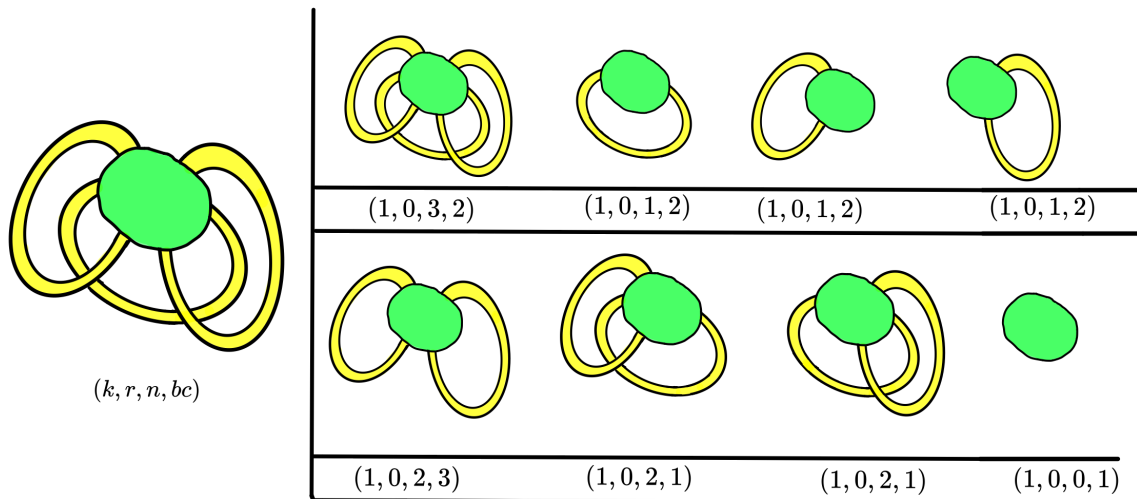 (1, 0, 3, 2) (1, 0, 1, 2) (1, 0, 1, 2) (1, 0, 1, 2)
(k, r, n, bc)
(1, 0, 2, 3) (1, 0, 2, 1) (1, 0, 2, 1) (1, 0, 0, 1)